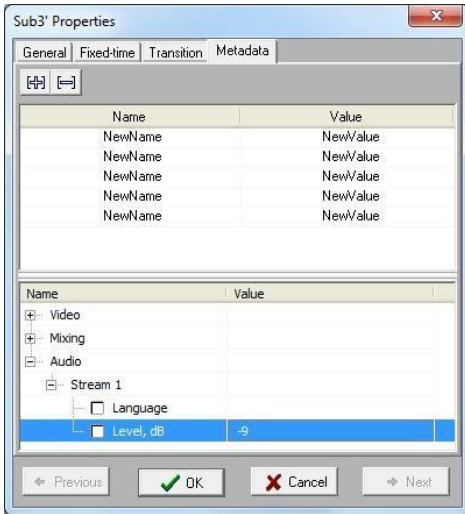 Sub3' Properties
General Fixed-time Transition Metadata
Name Value
NewName NewValue
NewName NewValue
NewName NewValue
NewName NewValue
NewName NewValue
Name Value
Video
Mixing
Audio
Stream 1
Language
Level, dB -9
Previous OK Cancel Next